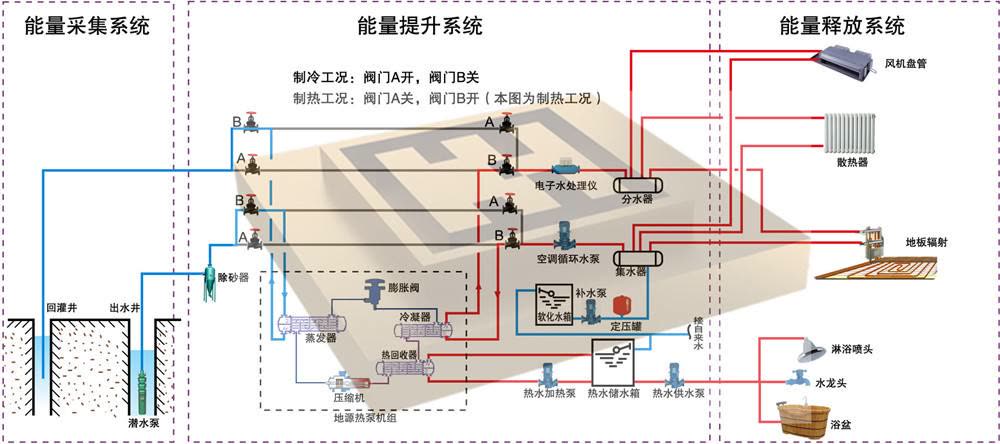 能量采集系统
能量提升系统
能量释放系统
制冷工况：阀门A开，阀门B关
制热工况：阀门A关，阀门B开（本图为制热工况）
风机盘管
B
A
A
B
散热器
电子水处理仪
分水器
B
A
A
B
地板辐射
空调循环水泵
集水器
除砂器
回灌井
出水井
膨胀阀
补水泵
软化水箱
定压罐
冷凝器
蒸发器
接自来水
热回收器
淋浴喷头
水龙头
压缩机
热水加热泵
热水储水箱
热水供水泵
地源热泵机组
潜水泵
浴盆